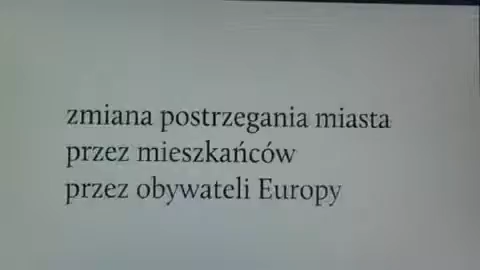 zmiana postrzegania miasta
przez mieszkańców
przez obywateli Europy